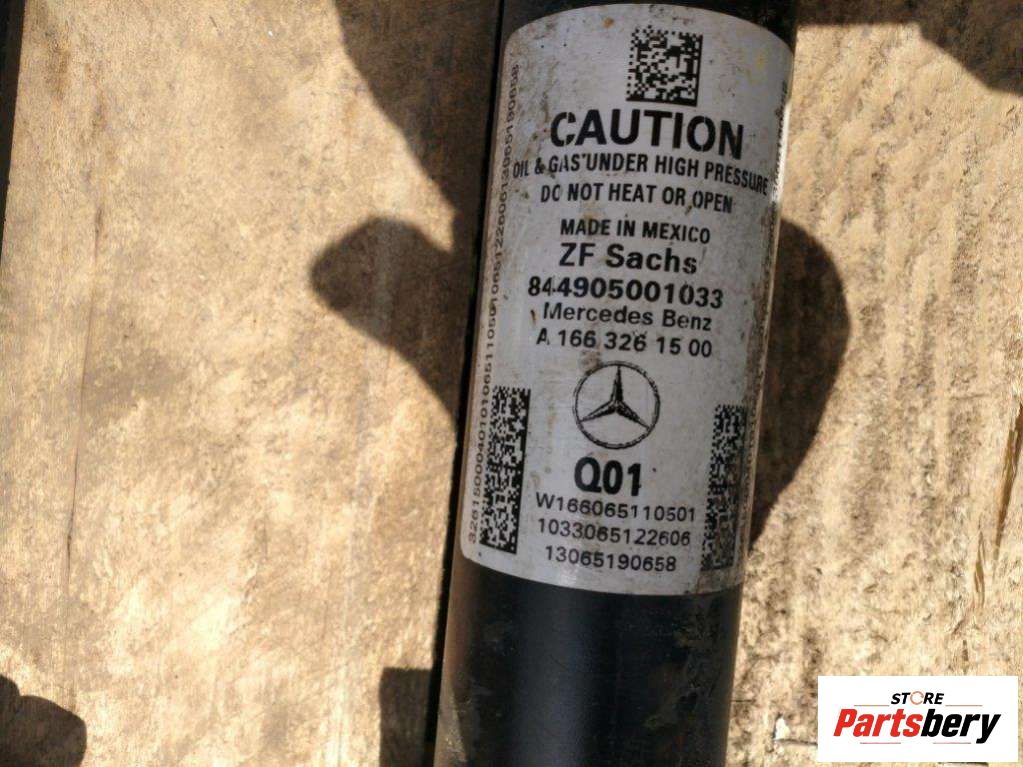 CAUTION
OIL & GAS UNDER HIGH PRESSURE
DO NOT HEAT OR OPEN
MADE IN MEXICO
ZF Sachs
844905001033
Mercedes Benz
A 166 326 15 00
Q01
W166065110501
1033065122606
13065190658
STORE
Partsbery